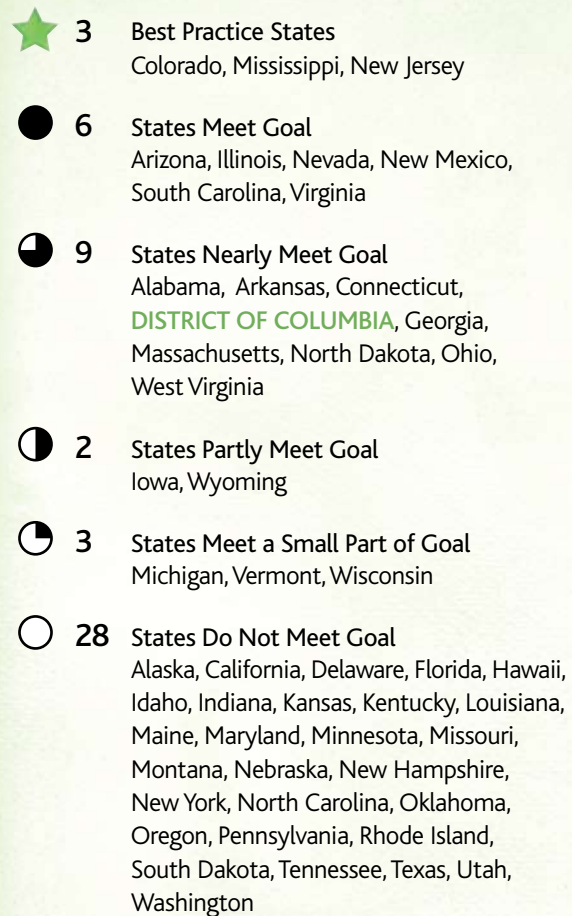 3 Best Practice States
Colorado, Mississippi, New Jersey
6 States Meet Goal
Arizona, Illinois, Nevada, New Mexico,
South Carolina, Virginia
9 States Nearly Meet Goal
Alabama, Arkansas, Connecticut,
DISTRICT OF COLUMBIA, Georgia,
Massachusetts, North Dakota, Ohio,
West Virginia
2 States Partly Meet Goal
Iowa, Wyoming
3 States Meet a Small Part of Goal
Michigan, Vermont, Wisconsin
28 States Do Not Meet Goal
Alaska, California, Delaware, Florida, Hawaii,
Idaho, Indiana, Kansas, Kentucky, Louisiana,
Maine, Maryland, Minnesota, Missouri,
Montana, Nebraska, New Hampshire,
New York, North Carolina, Oklahoma,
Oregon, Pennsylvania, Rhode Island,
South Dakota, Tennessee, Texas, Utah,
Washington